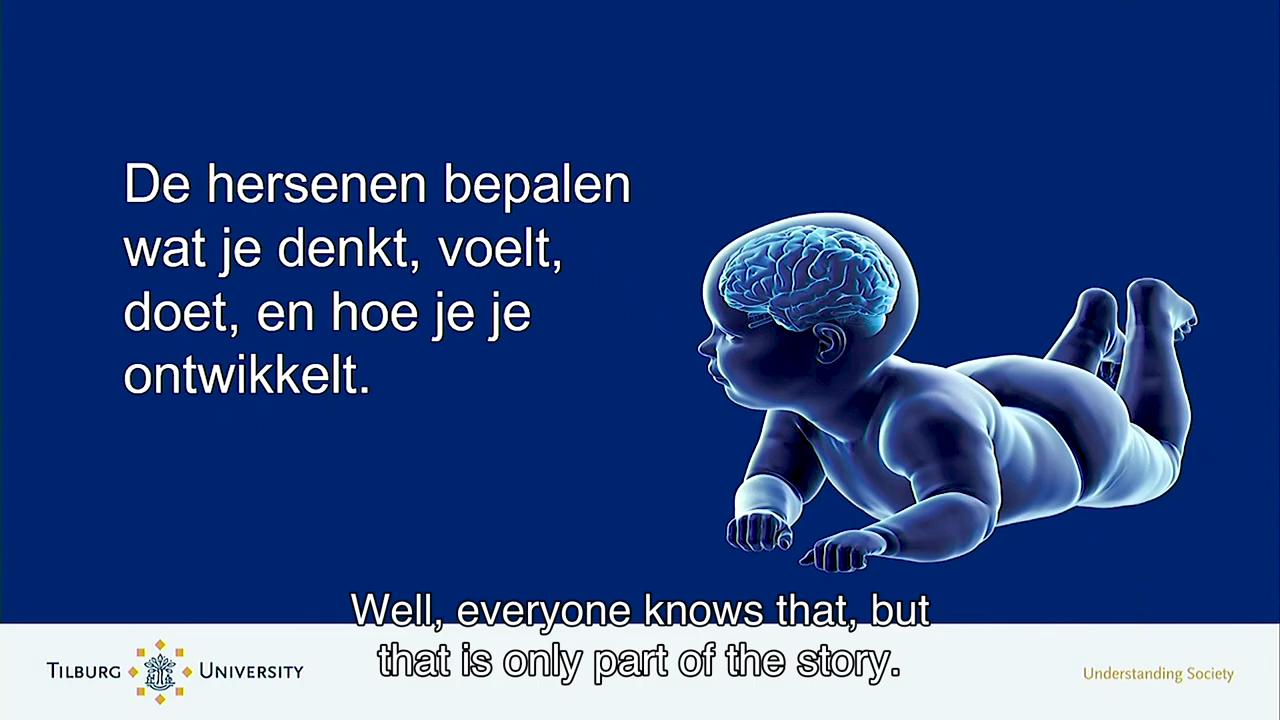 De hersenen bepalen
wat je denkt, voelt,
doet, en hoe je je
ontwikkelt.
Well, everyone knows that, but
that is only part of the story.
TILBURG UNIVERSITY
Understanding Society